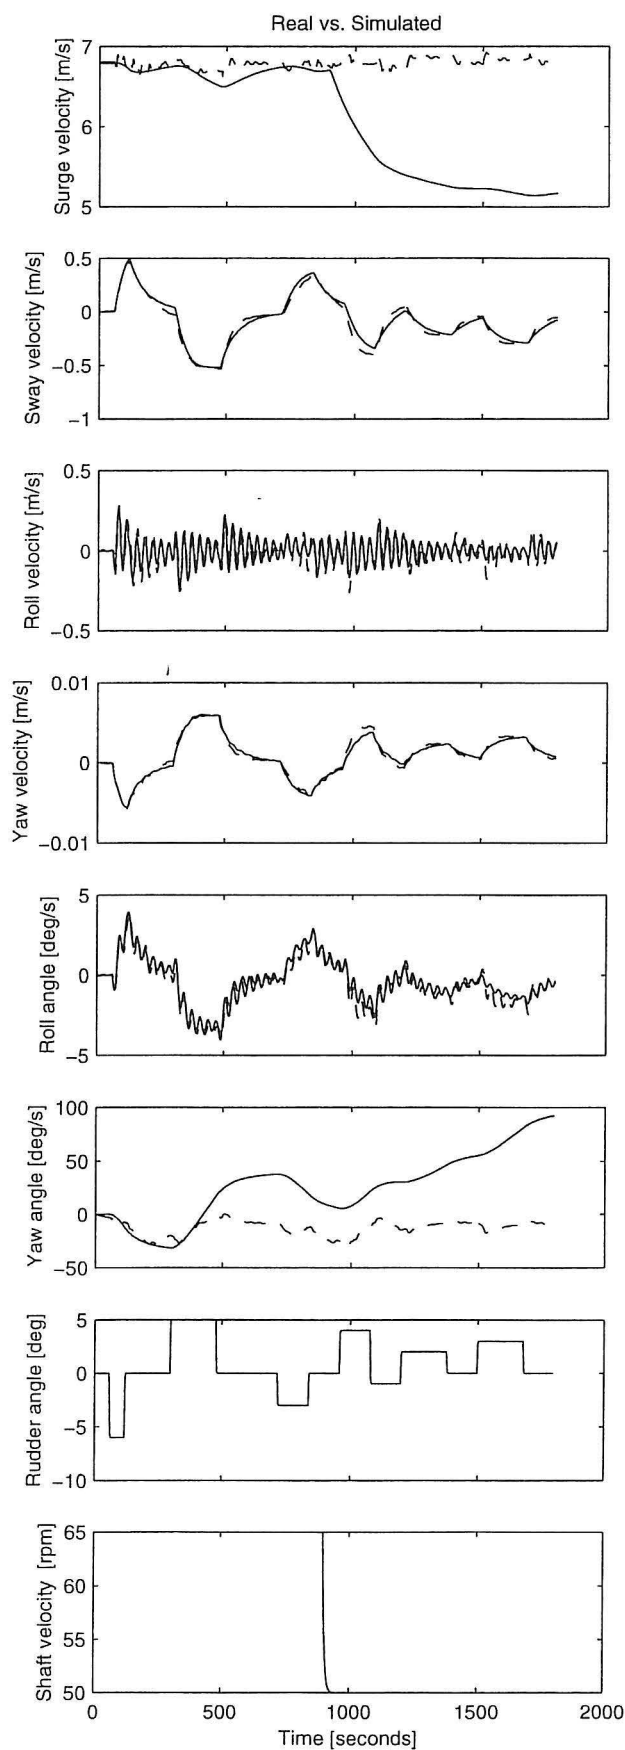 Real vs. Simulated
Surge velocity [m/s]
7
6
5
Sway velocity [m/s]
0.5
0
−0.5
−1
Roll velocity [m/s]
0.5
0
−0.5
Yaw velocity [m/s]
0.01
0
−0.01
Roll angle [deg/s]
5
0
−5
Yaw angle [deg/s]
100
50
0
−50
Rudder angle [deg]
5
0
−5
−10
Shaft velocity [rpm]
65
60
55
50
0 500 1000 1500 2000
Time [seconds]